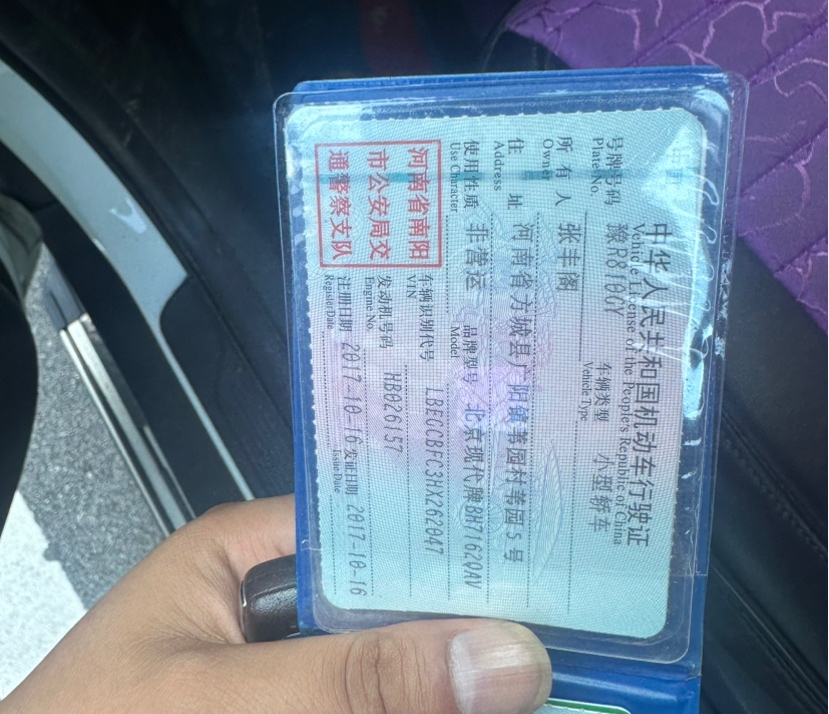 中华人民共和国机动车行驶证
Vehicle License of the People's Republic of China
号牌号码 豫R810GY 车辆类型 小型轿车
Plate No. Vehicle Type
所有人 张丰阁
Owner
住址 河南省方城县广阳镇苇园村苇园5号
Address
使用性质 非营运 品牌型号 北京现代牌BH7162QAV
Use Character Model
河南省南阳
市公安局交
通警察支队
车辆识别代号 LBEGCBFC3HX262047
VIN
发动机号码 HB026157
Engine No.
注册日期 2017-10-16 发证日期 2017-10-16
Register Date Issue Date